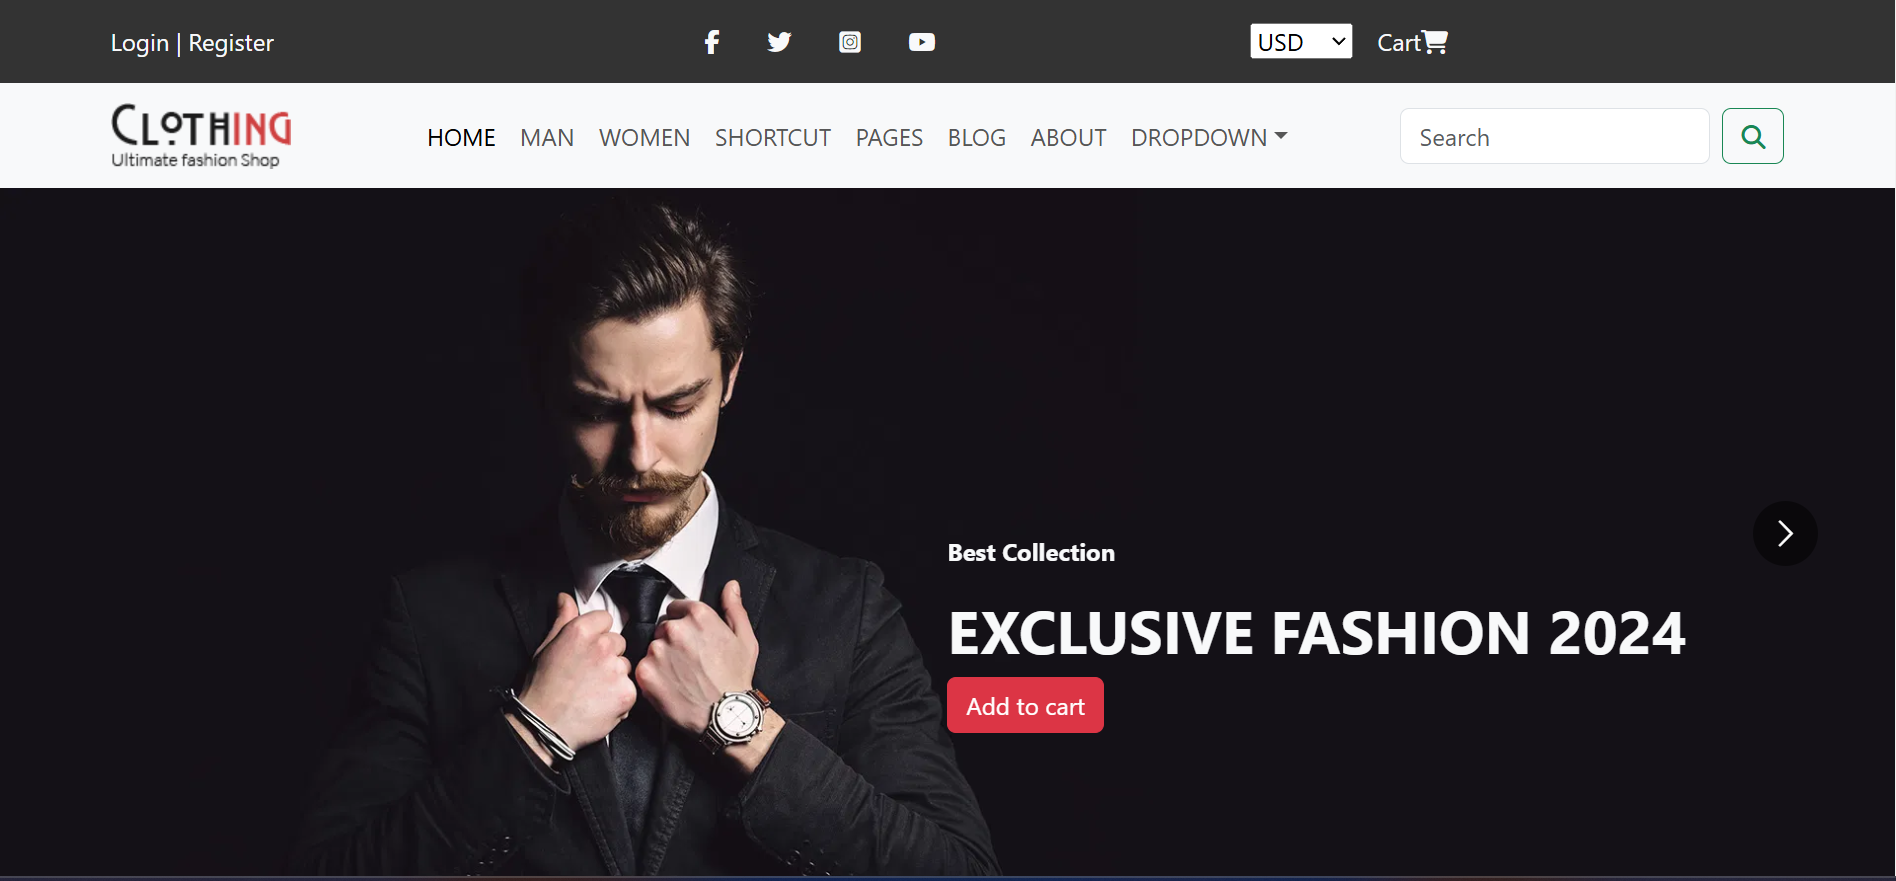 Login | Register
USD
Cart
CLOTHING
Ultimate fashion Shop
HOME MAN WOMEN SHORTCUT PAGES BLOG ABOUT DROPDOWN
Search
Best Collection
EXCLUSIVE FASHION 2024
Add to cart